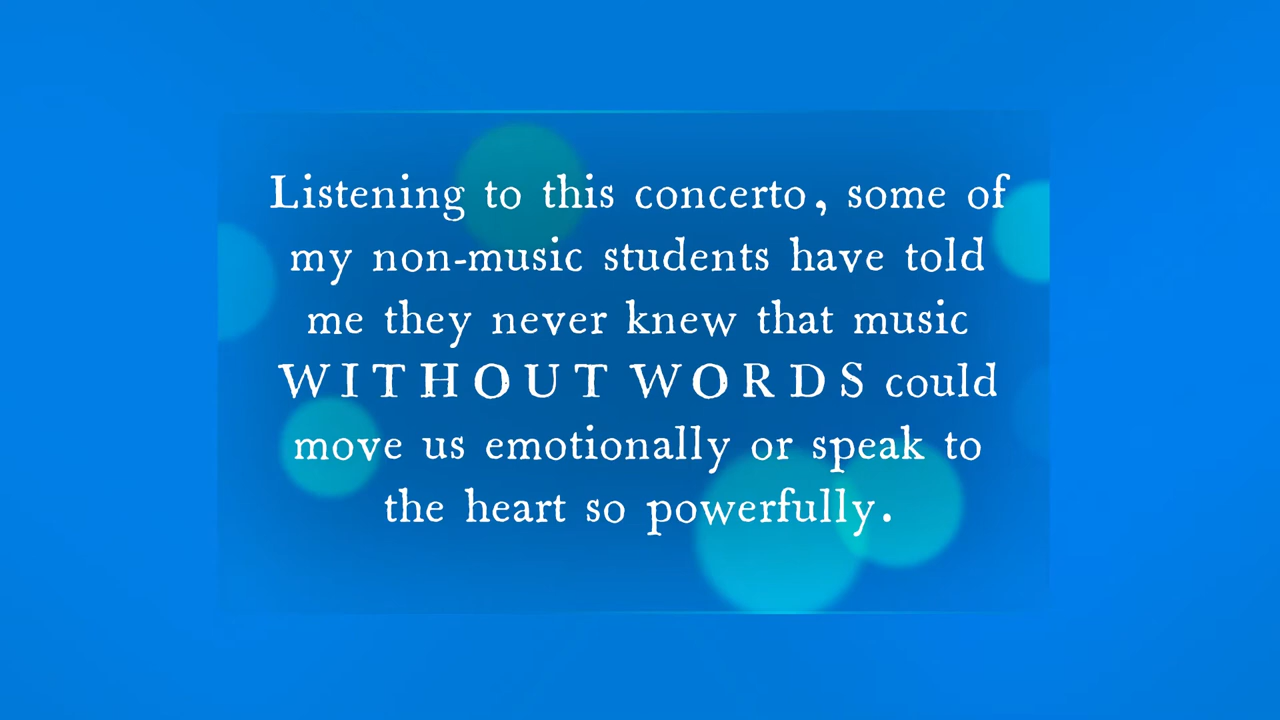 Listening to this concerto, some of
my non-music students have told
me they never knew that music
WITHOUT WORDS could
move us emotionally or speak to
the heart so powerfully.